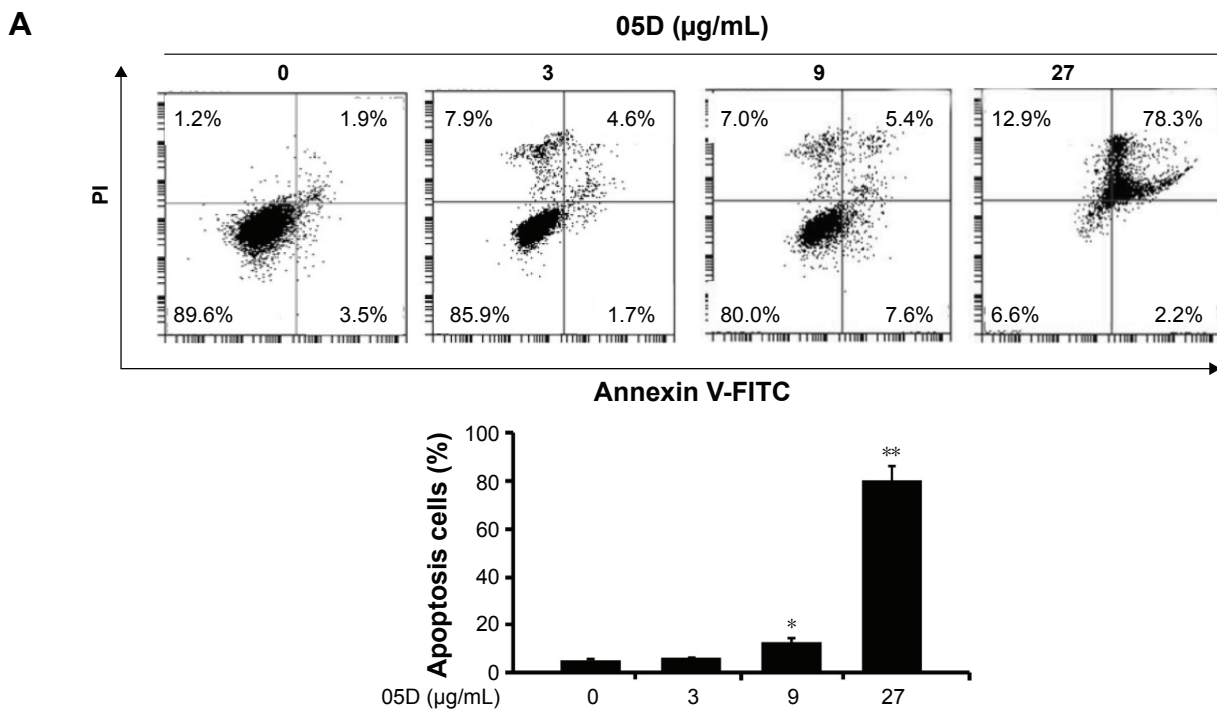 A
05D (µg/mL)
0 3 9 27
1.2% 1.9% 7.9% 4.6% 7.0% 5.4% 12.9% 78.3%
PI
89.6% 3.5% 85.9% 1.7% 80.0% 7.6% 6.6% 2.2%
Annexin V-FITC
Apoptosis cells (%)
100
80
60
40
20
0
*
**
05D (µg/mL) 0 3 9 27